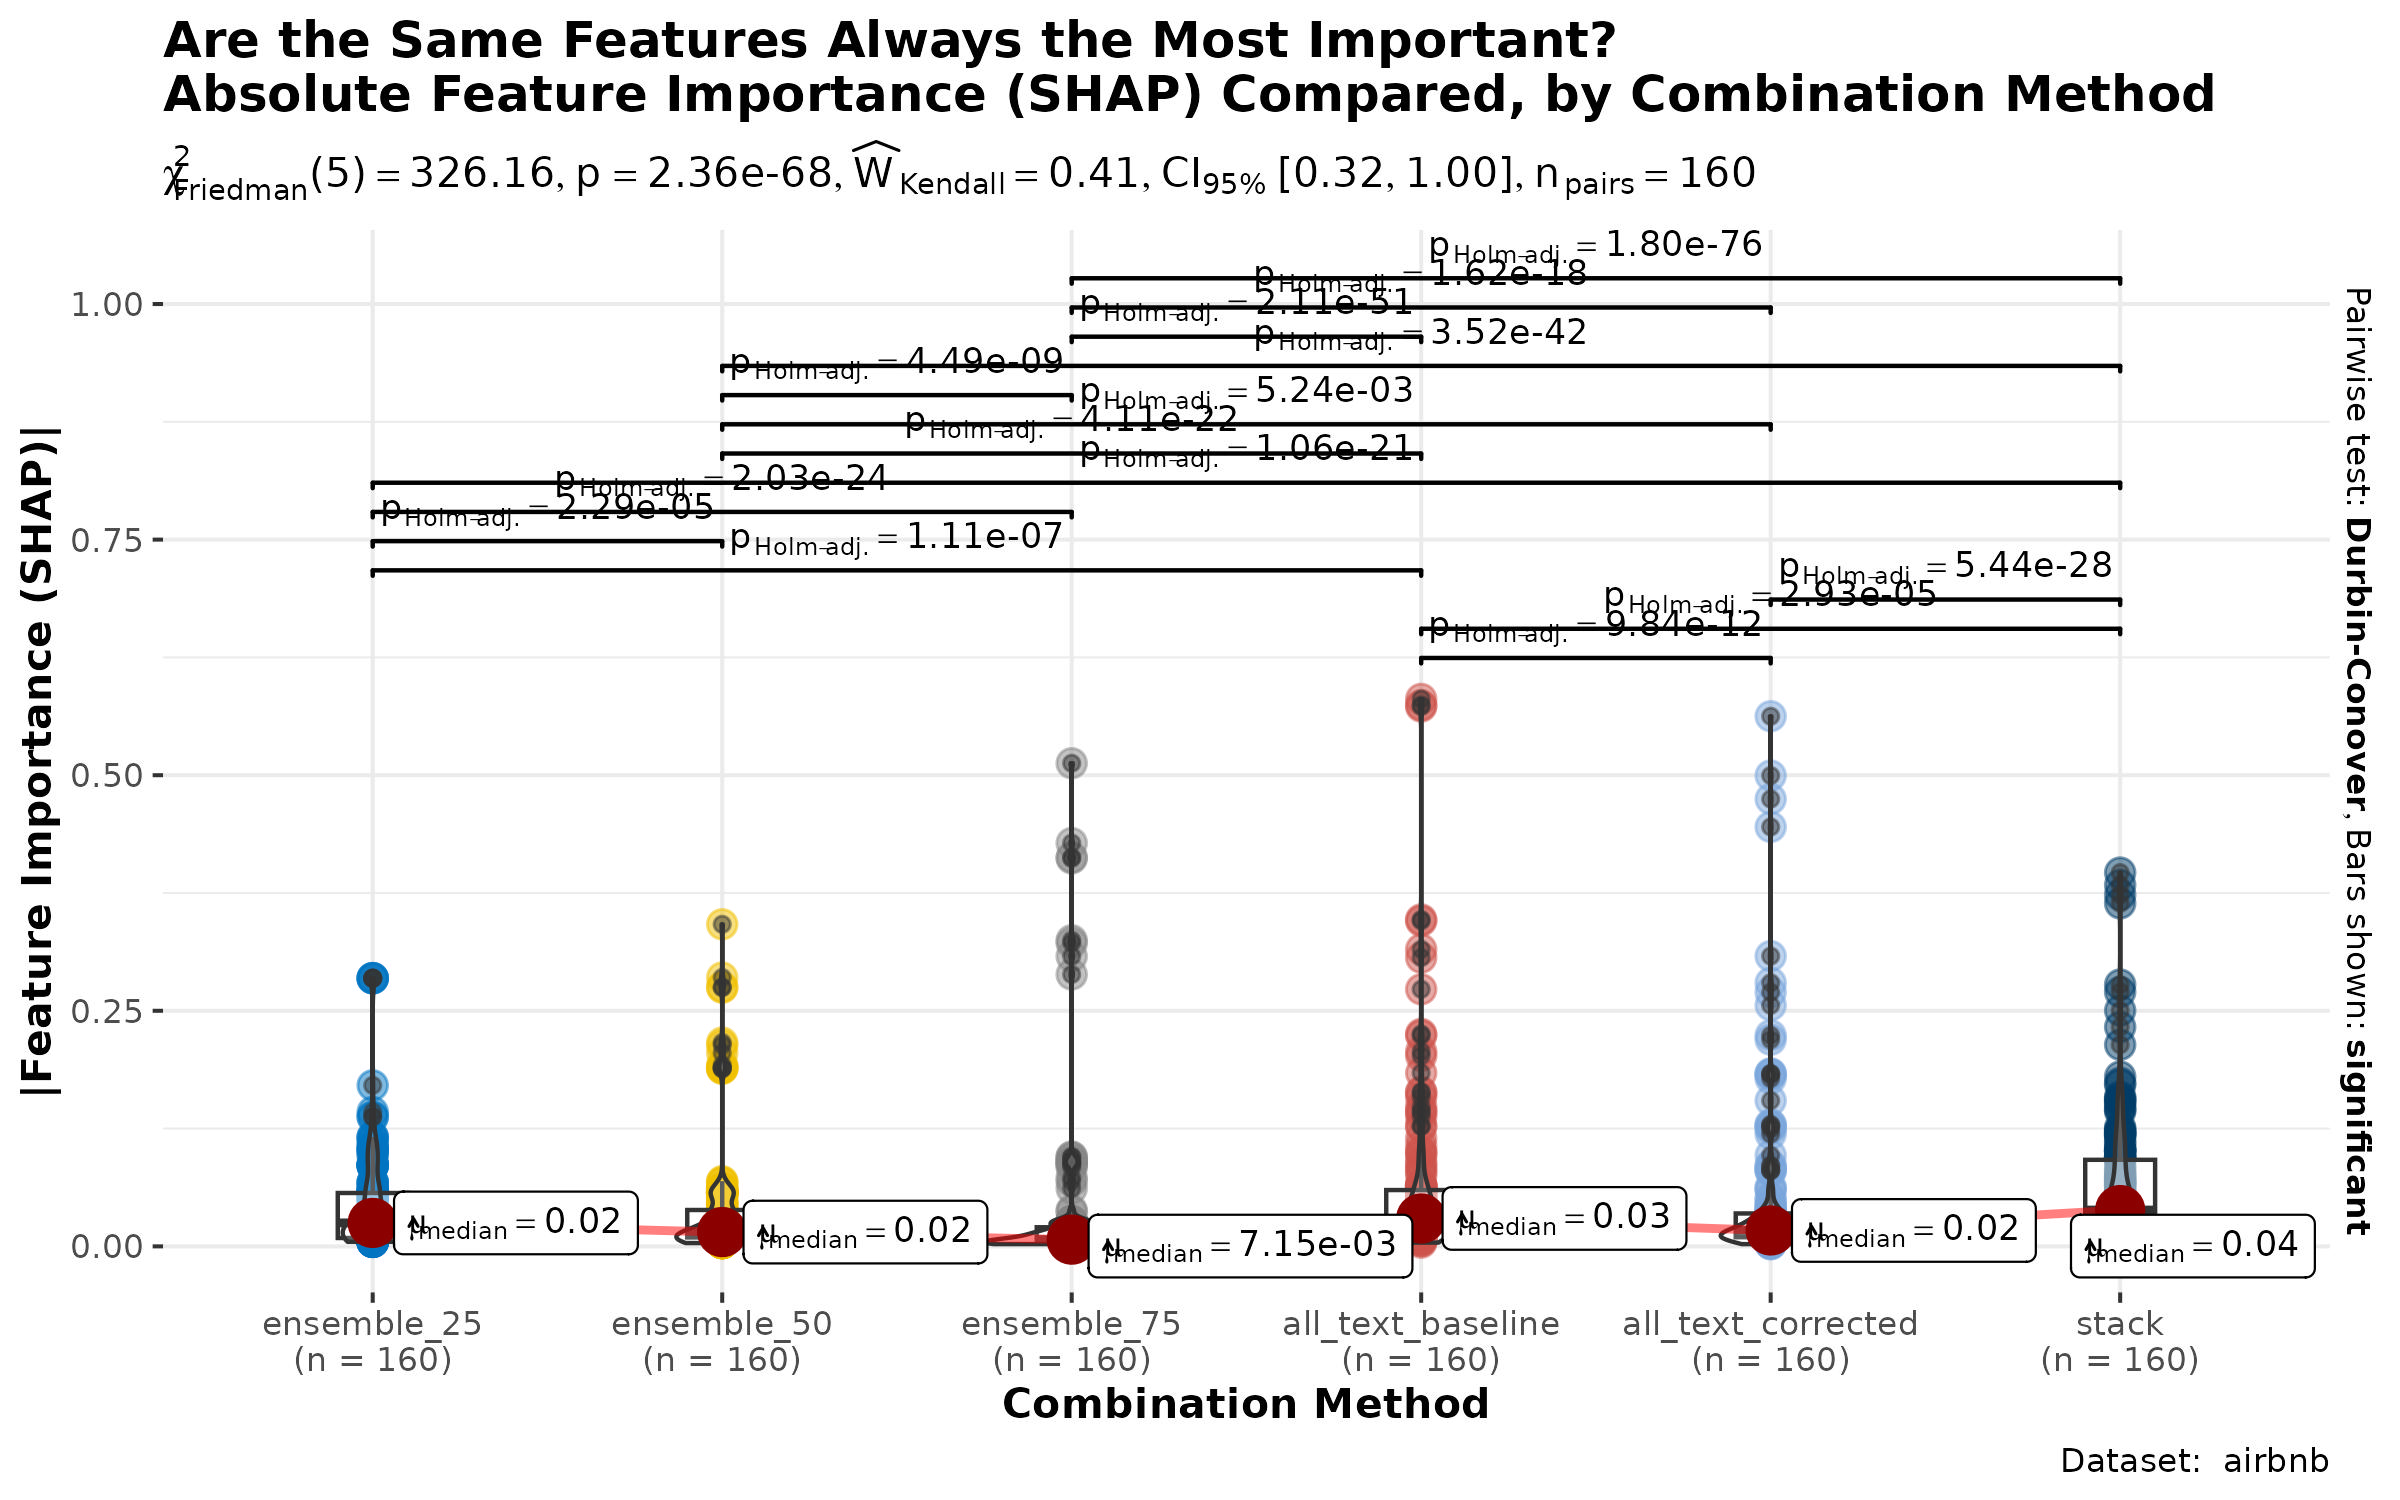 Are the Same Features Always the Most Important?
Absolute Feature Importance (SHAP) Compared, by Combination Method
χ²Friedman(5) = 326.16, p = 2.36e-68, ŴKendall = 0.41, CI95% [0.32, 1.00], npairs = 160
pHolm-adj. = 1.80e-76
pHolm-adj. = 1.62e-18
pHolm-adj. = 2.11e-51
pHolm-adj. = 3.52e-42
pHolm-adj. = 4.49e-09
pHolm-adj. = 5.24e-03
pHolm-adj. = 4.11e-22
pHolm-adj. = 1.06e-21
pHolm-adj. = 2.03e-24
pHolm-adj. = 2.29e-05
pHolm-adj. = 1.11e-07
pHolm-adj. = 5.44e-28
pHolm-adj. = 2.93e-05
pHolm-adj. = 9.84e-12
1.00
0.75
0.50
0.25
0.00
|Feature Importance (SHAP)|
Pairwise test: Durbin-Conover, Bars shown: significant
μ̂median = 0.02
μ̂median = 0.02
μ̂median = 7.15e-03
μ̂median = 0.03
μ̂median = 0.02
μ̂median = 0.04
ensemble_25
(n = 160)
ensemble_50
(n = 160)
ensemble_75
(n = 160)
all_text_baseline
(n = 160)
all_text_corrected
(n = 160)
stack
(n = 160)
Combination Method
Dataset: airbnb